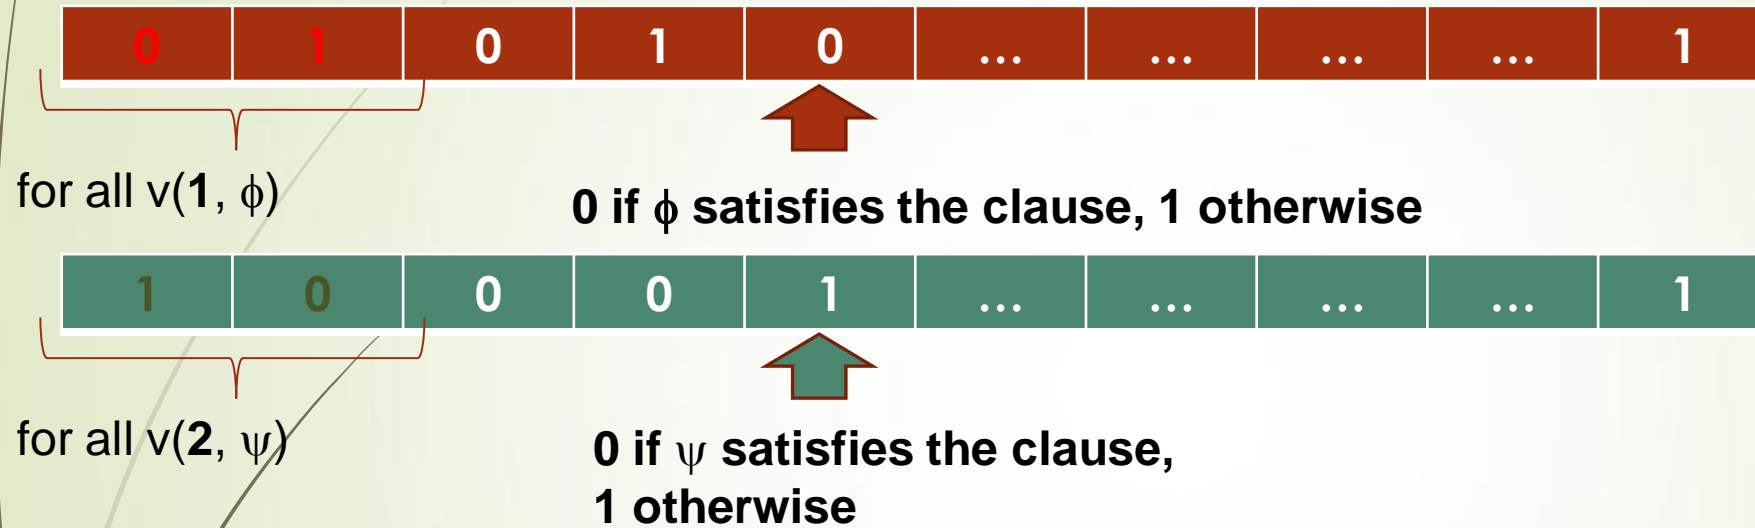 0 1 0 1 0 ... ... ... ... 1
for all v(1, ϕ)
0 if ϕ satisfies the clause, 1 otherwise
1 0 0 0 1 ... ... ... ... 1
for all v(2, ψ)
0 if ψ satisfies the clause,
1 otherwise